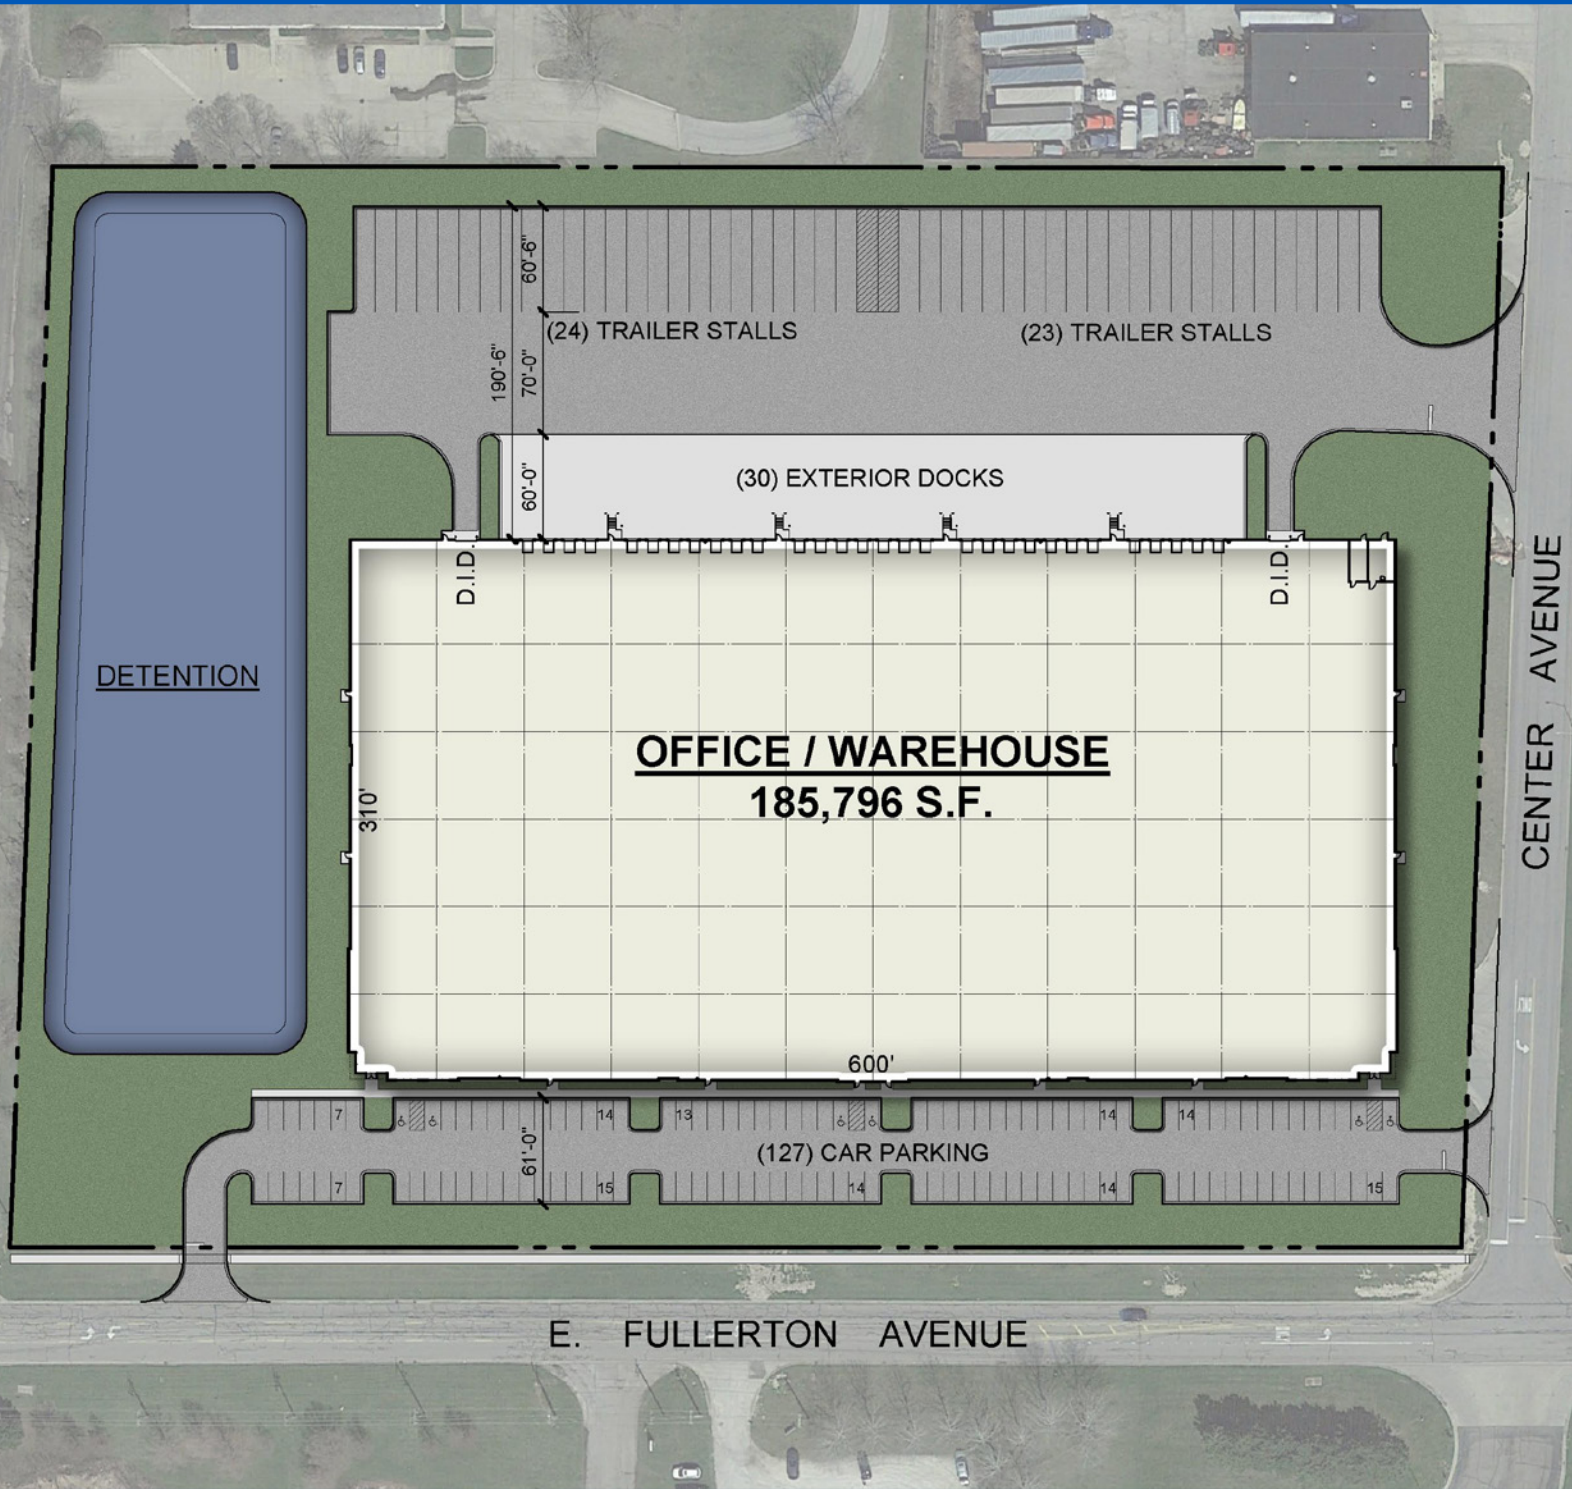 60'-6"
(24) TRAILER STALLS
(23) TRAILER STALLS
190'-6"
70'-0"
60'-0"
(30) EXTERIOR DOCKS
D.I.D.
D.I.D.
DETENTION
OFFICE / WAREHOUSE
185,796 S.F.
310'
600'
CENTER AVENUE
7
14
13
14
14
61'-0"
(127) CAR PARKING
7
15
14
14
15
E. FULLERTON AVENUE